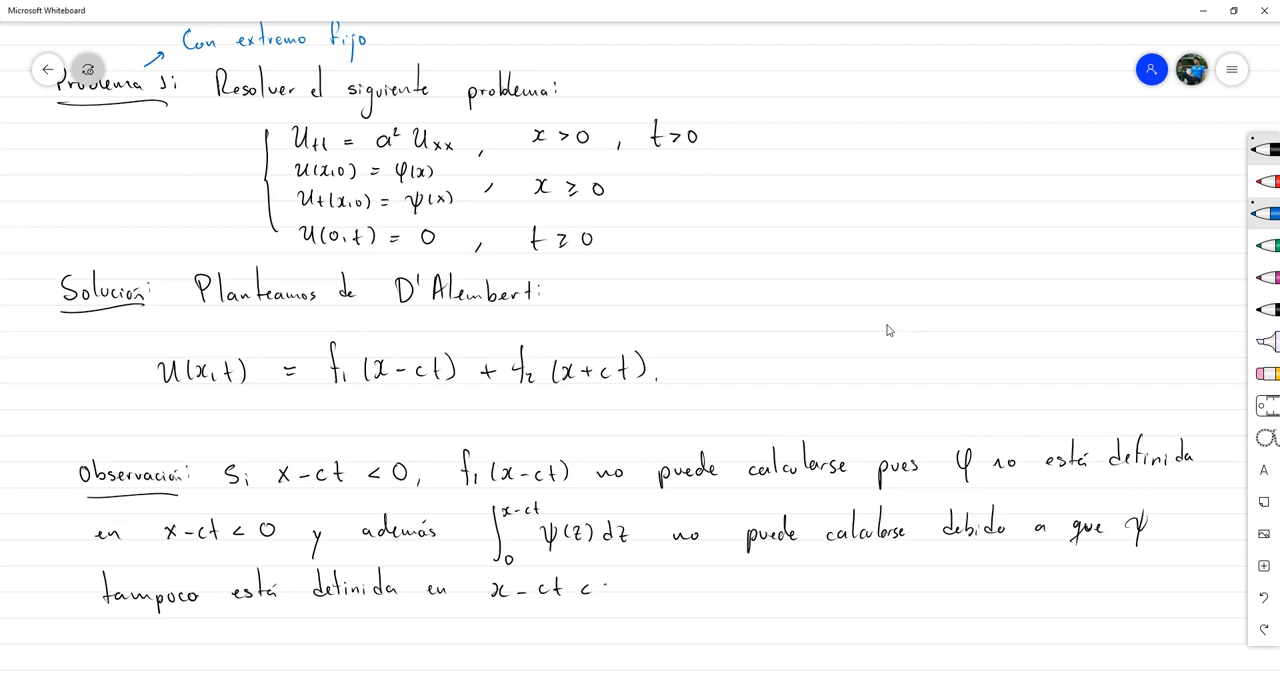 Microsoft Whiteboard
Con extremo fijo
Problema 5:  Resolver el siguiente problema:
Utt = a² Uxx , x > 0 , t > 0
u(x,0) = φ(x)
, x ≥ 0
Ut(x,0) = ψ(x)
u(0,t) = 0 , t ≥ 0
Solución: Planteamos de D'Alembert:
u(x,t) = f₁(x-ct) + f₂(x+ct).
Observación: Si x-ct < 0, f₁(x-ct) no puede calcularse pues φ no está definida
en x-ct < 0 y además ∫₀^{x-ct} ψ(z)dz no puede calcularse debido a que ψ
tampoco está definida en x-ct <
A